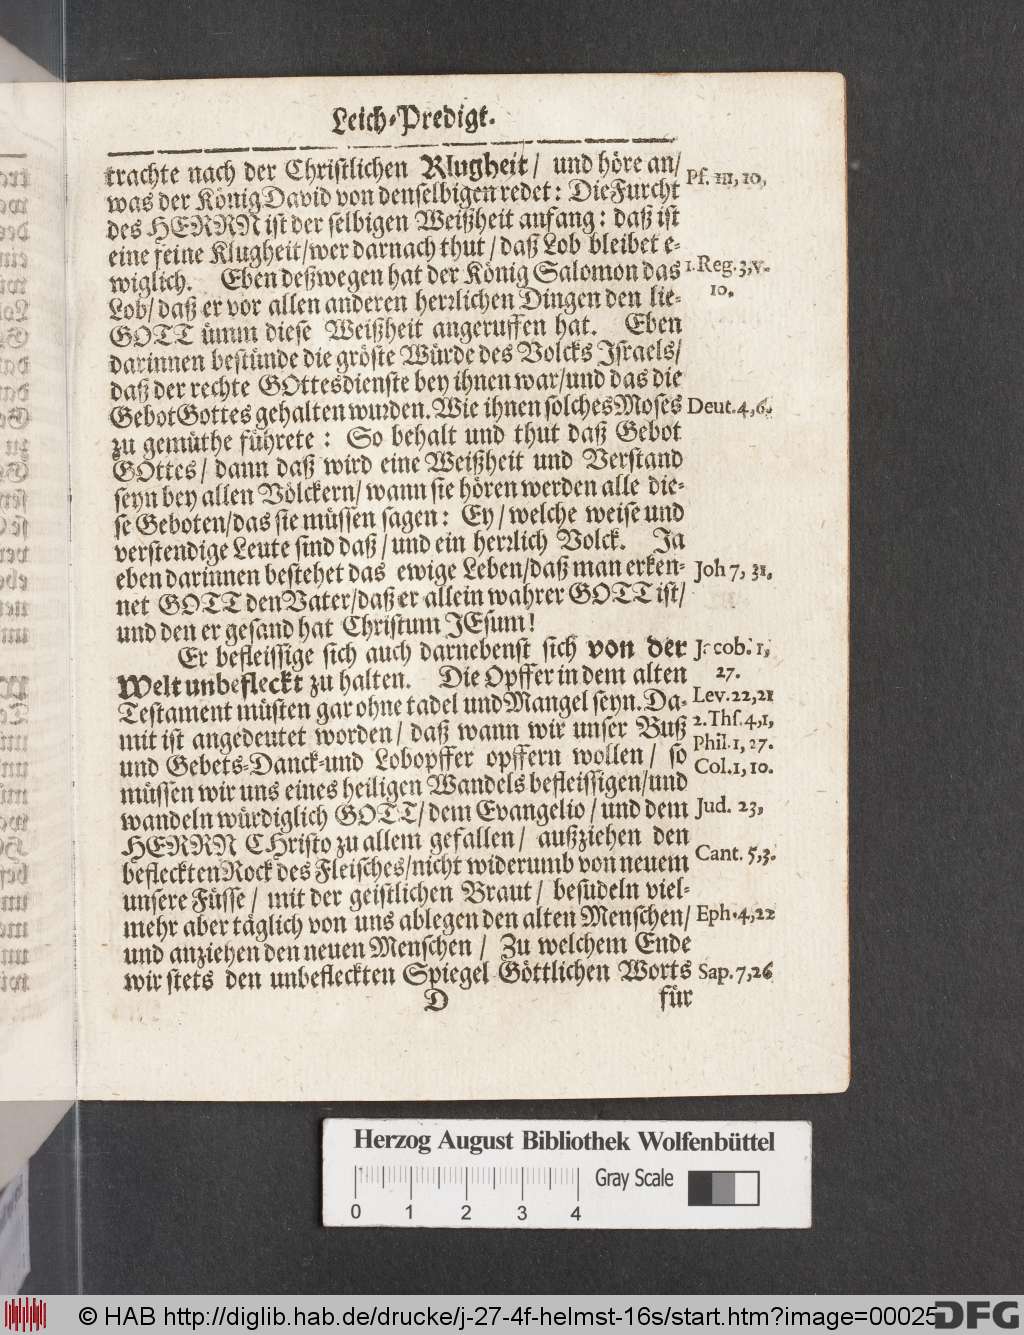 Leich-Predigt.
trachte nach der Christlichen Klugheit/ und höre an/ Ps. 111, 10,
was der König David von denselbigen redet: Die Furcht
des HERRN ist der selbigen Weißheit anfang: daß ist
eine feine Klugheit/wer darnach thut/daß Lob bleibet e-
wiglich. Eben deßwegen hat der König Salomon das 1. Reg. 3, v.
Lob/daß er vor allen anderen herrlichen Dingen den lie- 10.
GOTT ümm diese Weißheit angeruffen hat. Eben
darinnen bestünde die gröste Würde des Volcks Israels/
daß der rechte GOttesdienste bey ihnen war/und das die
Gebot Gottes gehalten wurden. Wie ihnen solches Moses Deut. 4, 6.
zu gemüthe führete: So behalt und thut daß Gebot
GOttes/ dann daß wird eine Weißheit und Verstand
seyn bey allen Völckern/wann sie hören werden alle die-
se Geboten/das sie müssen sagen: Ey/welche weise und
verstendige Leute sind daß/und ein herrlich Volck. Ja
eben darinnen bestehet das ewige Leben/daß man erken- Joh 7, 31.
net GOTT den Vater/daß er allein wahrer GOTT ist/
und den er gesand hat Christum JEsum!
Er befleissige sich auch darnebenst sich von der Jacob. 1,
Welt unbefleckt zu halten. Die Opffer in dem alten 27.
Testament müsten gar ohne tadel und Mangel seyn. Da- Lev. 22, 21
mit ist angedeutet worden/ daß wann wir unser Buß 2. Ths. 4, 1,
und Gebets-Danck-und Lobopffer opffern wollen/ so Phil. 1, 27.
müssen wir uns eines heiligen Wandels befleissigen/und Col. 1, 10.
wandeln würdiglich GOTT/dem Evangelio/und dem Jud. 23,
HERRN CHristo zu allem gefallen/ außziehen den
befleckten Rock des Fleisches/nicht widerumb von neuem Cant. 5, 3.
unsere Füsse/ mit der geistlichen Braut/ besudeln viel-
mehr aber täglich von uns ablegen den alten Menschen/ Eph. 4, 22
und anziehen den neuen Menschen/ Zu welchem Ende
wir stets den unbefleckten Spiegel Göttlichen Worts Sap. 7, 26
D für
Herzog August Bibliothek Wolfenbüttel
Gray Scale
0 1 2 3 4
© HAB http://diglib.hab.de/drucke/j-27-4f-helmst-16s/start.htm?image=00025
DFG